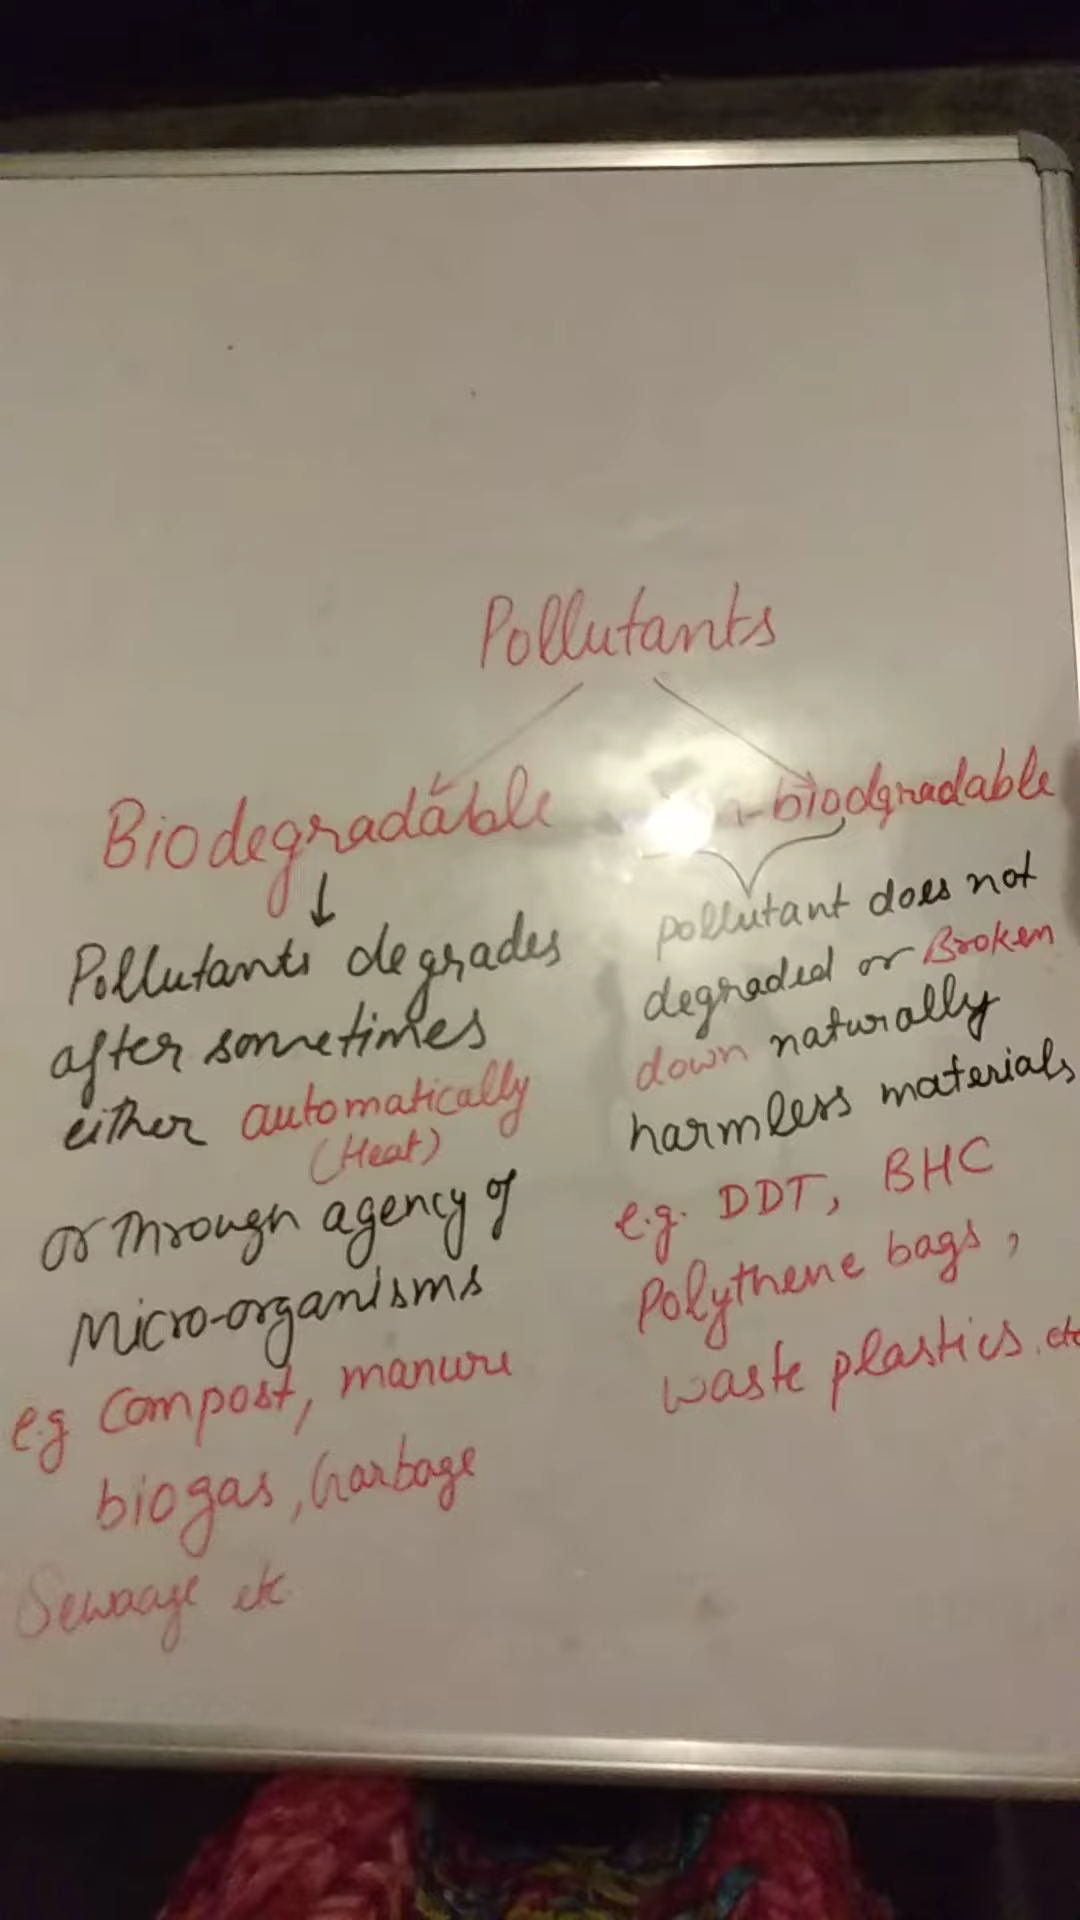 Pollutants
Biodegradable
-biodgradable
↓
Pollutants degrades
after sometimes
either automatically
(Heat)
or through agency of
Micro-organisms
e.g Compost, manure
biogas, Garbage
Sewaage etc
pollutant does not
degraded or Broken
down naturally
harmless materials
e.g. DDT, BHC
Polythene bags,
waste plastics, etc